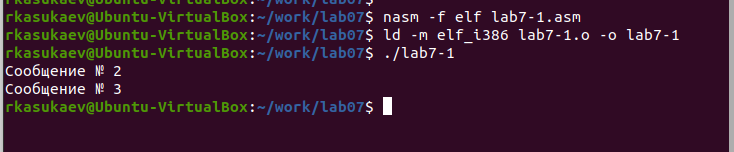 rkasukaev@Ubuntu-VirtualBox:~/work/lab07$ nasm -f elf lab7-1.asm
rkasukaev@Ubuntu-VirtualBox:~/work/lab07$ ld -m elf_i386 lab7-1.o -o lab7-1
rkasukaev@Ubuntu-VirtualBox:~/work/lab07$ ./lab7-1
Сообщение № 2
Сообщение № 3
rkasukaev@Ubuntu-VirtualBox:~/work/lab07$